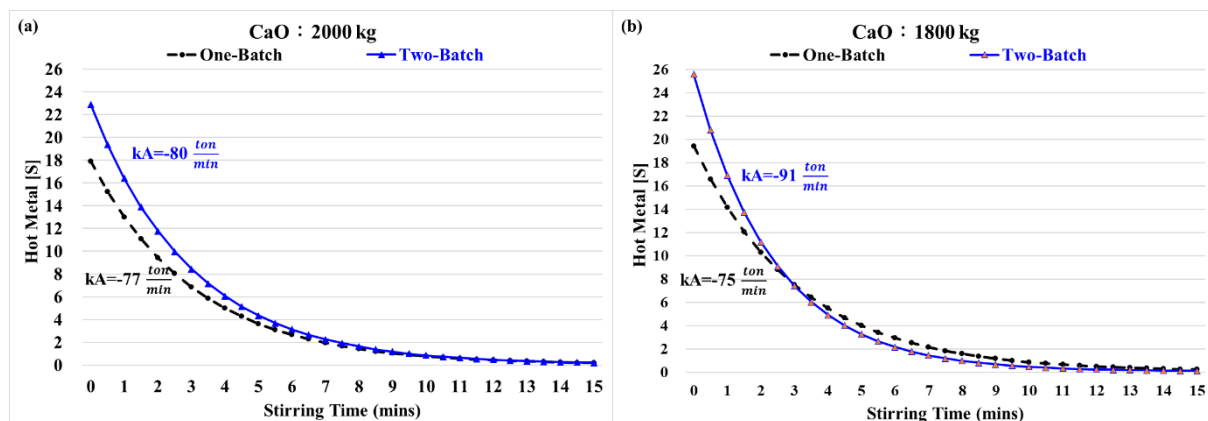 (a)
CaO：2000 kg
One-Batch
Two-Batch
26
24
22
20
18
16
14
12
10
8
6
4
2
0
Hot Metal [S]
kA=-80 ton/min
kA=-77 ton/min
0 1 2 3 4 5 6 7 8 9 10 11 12 13 14 15
Stirring Time (mins)
(b)
CaO：1800 kg
One-Batch
Two-Batch
26
24
22
20
18
16
14
12
10
8
6
4
2
0
Hot Metal [S]
kA=-91 ton/min
kA=-75 ton/min
0 1 2 3 4 5 6 7 8 9 10 11 12 13 14 15
Stirring Time (mins)